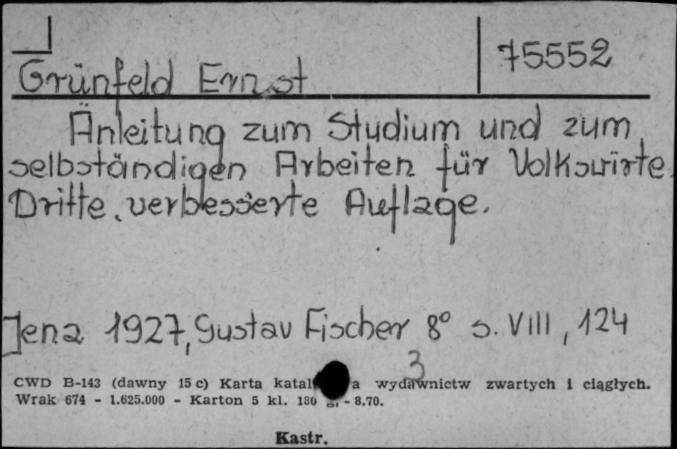 Grünfeld Ernst
75552
Anleitung zum Studium und zum
selbständigen Arbeiten für Volkswirte.
Dritte, verbesserte Auflage.
Jena 1927, Gustav Fischer 8° s. VIII, 124
3
CWD B-143 (dawny 15 c) Karta katal a wydawnictw zwartych i ciągłych.
Wrak 674 - 1.625.000 - Karton 5 kl. 180 - 8.70.
Kastr.